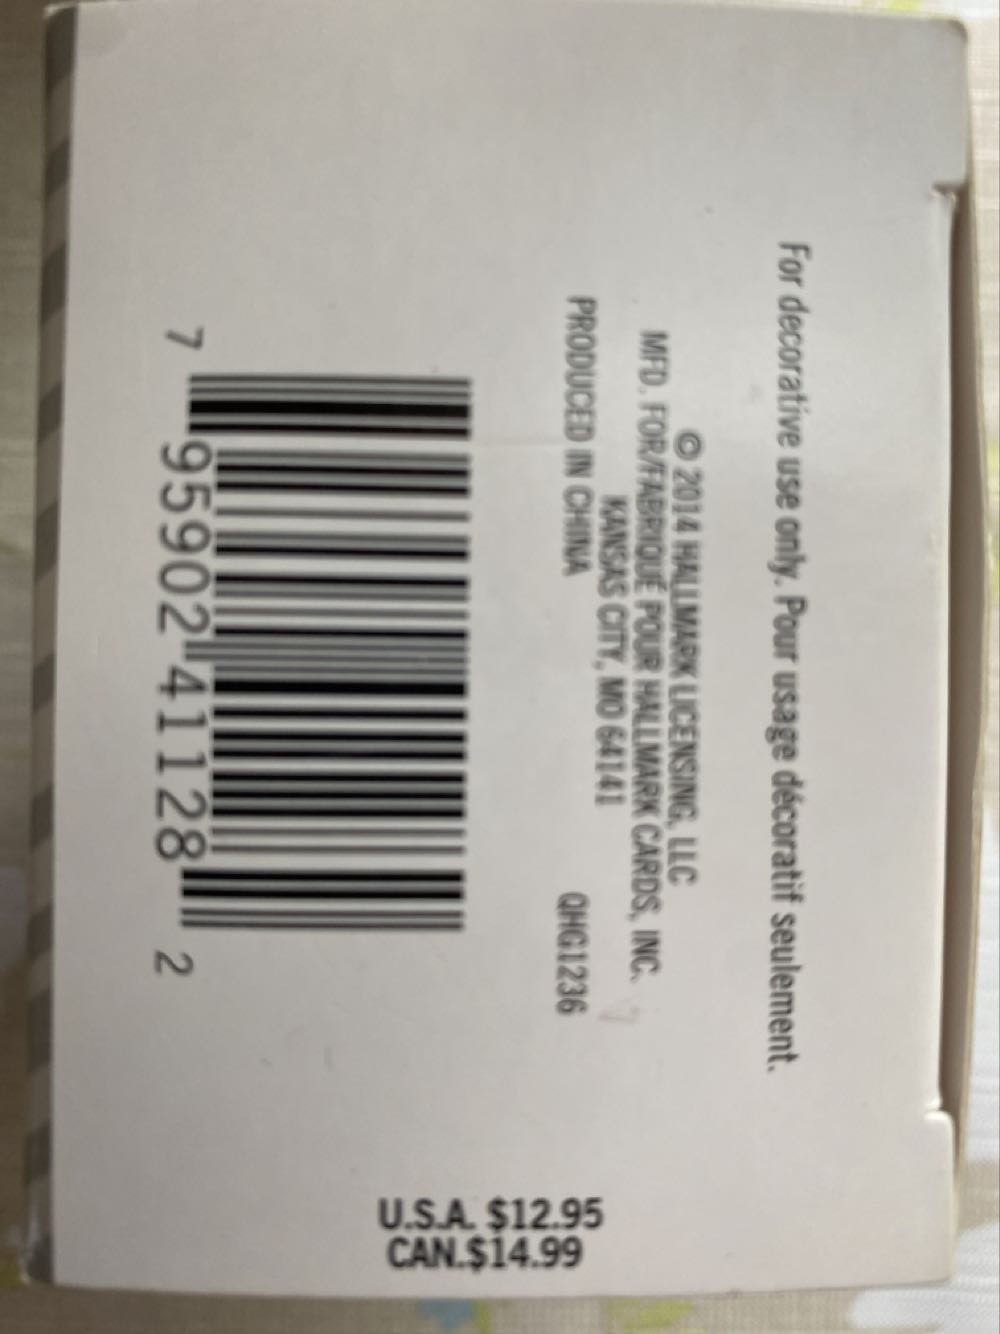 For decorative use only. Pour usage décoratif seulement.
© 2014 HALLMARK LICENSING, LLC
MFD. FOR/FABRIQUÉ POUR HALLMARK CARDS, INC.
KANSAS CITY, MO 64141
PRODUCED IN CHINA QHG1236
7 95902 41128 2
U.S.A. $12.95
CAN.$14.99